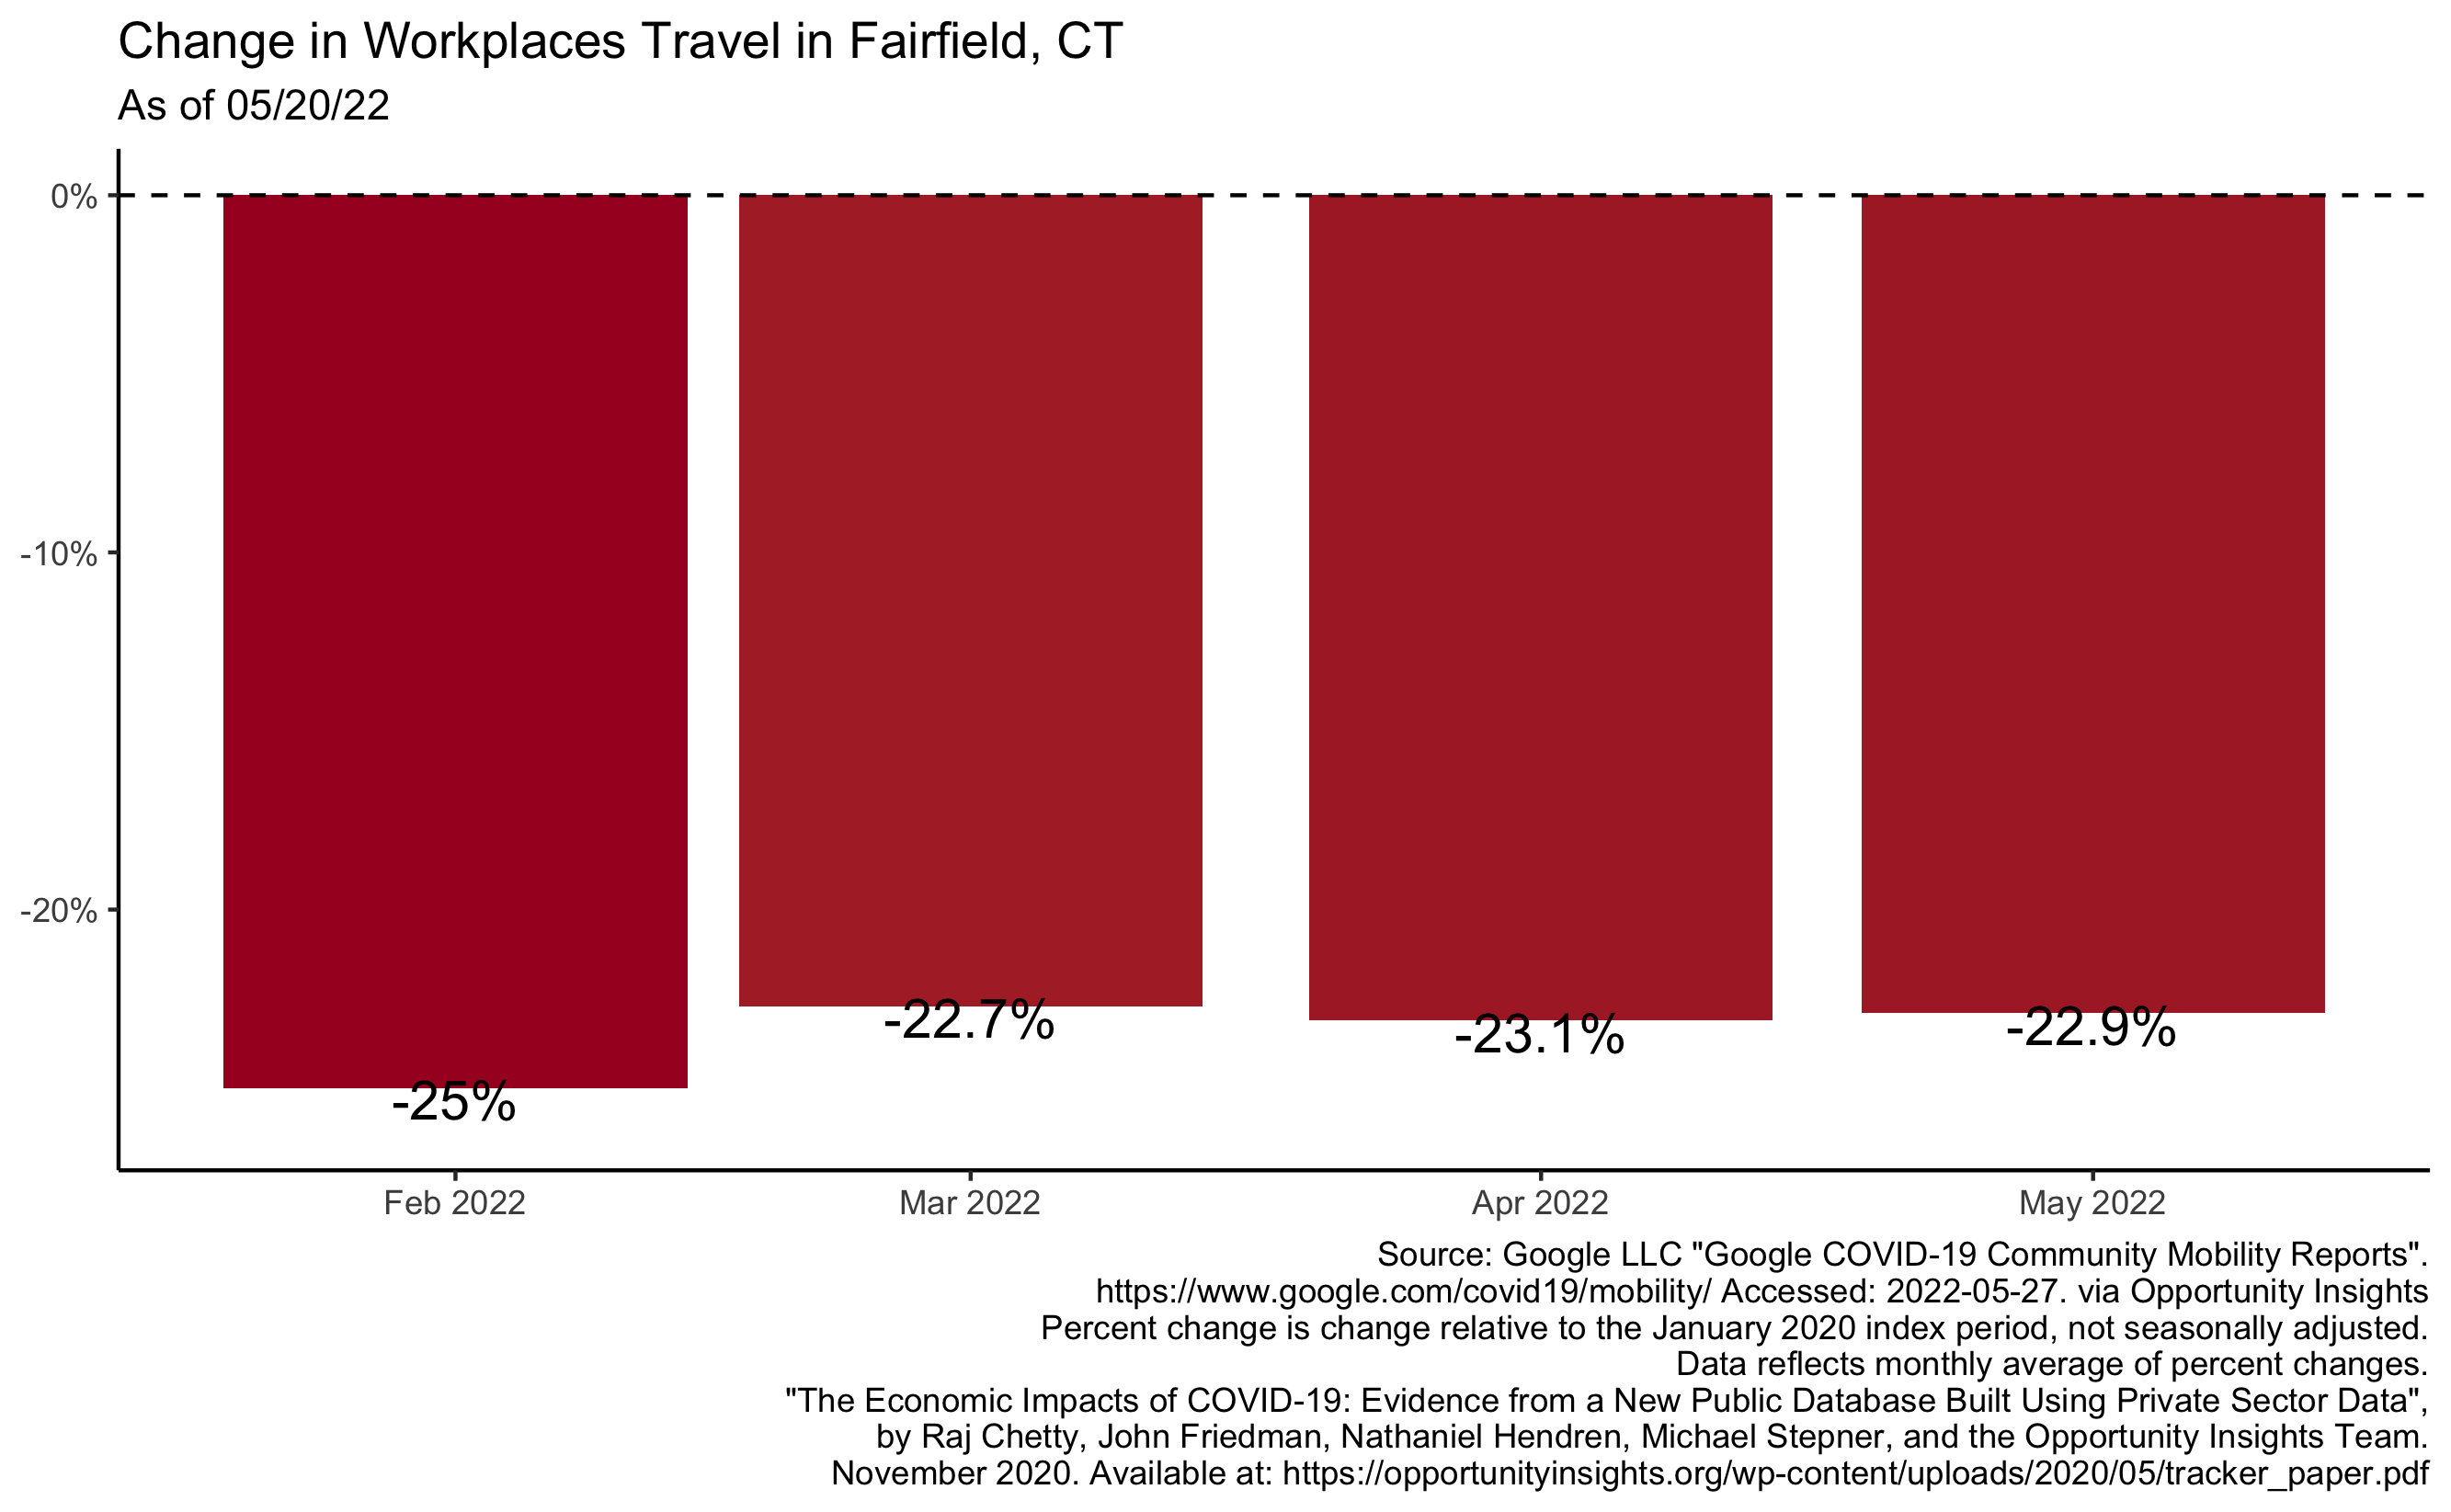 Change in Workplaces Travel in Fairfield, CT
As of 05/20/22
0%
-10%
-20%
-25%
-22.7%
-23.1%
-22.9%
Feb 2022
Mar 2022
Apr 2022
May 2022
Source: Google LLC "Google COVID-19 Community Mobility Reports".
https://www.google.com/covid19/mobility/ Accessed: 2022-05-27. via Opportunity Insights
Percent change is change relative to the January 2020 index period, not seasonally adjusted.
Data reflects monthly average of percent changes.
"The Economic Impacts of COVID-19: Evidence from a New Public Database Built Using Private Sector Data",
by Raj Chetty, John Friedman, Nathaniel Hendren, Michael Stepner, and the Opportunity Insights Team.
November 2020. Available at: https://opportunityinsights.org/wp-content/uploads/2020/05/tracker_paper.pdf